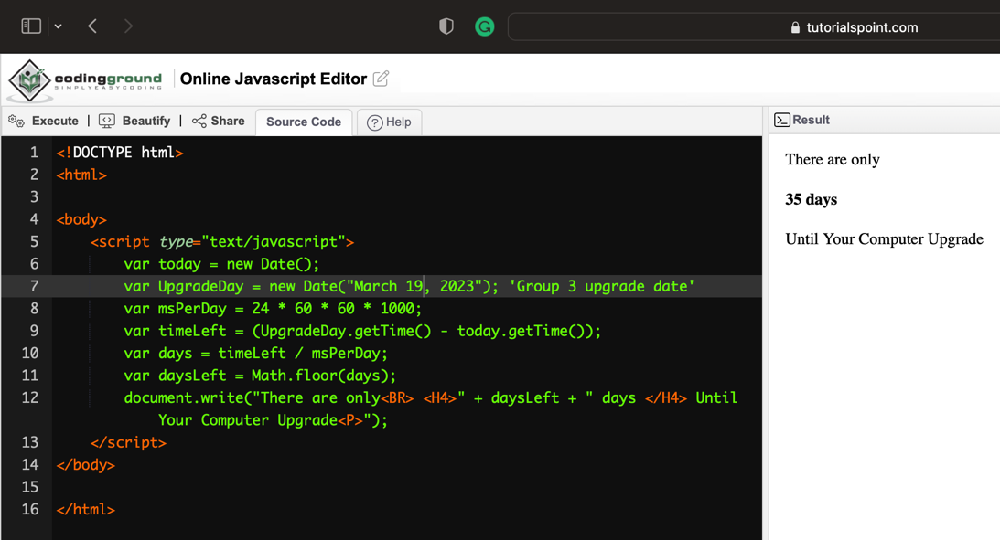 tutorialspoint.com
codingground
SIMPLYEASYCODING
Online Javascript Editor
Execute | Beautify | Share Source Code Help
Result
1 <!DOCTYPE html>
2 <html>
3
4 <body>
5 <script type="text/javascript">
6 var today = new Date();
7 var UpgradeDay = new Date("March 19, 2023"); 'Group 3 upgrade date'
8 var msPerDay = 24 * 60 * 60 * 1000;
9 var timeLeft = (UpgradeDay.getTime() - today.getTime());
10 var days = timeLeft / msPerDay;
11 var daysLeft = Math.floor(days);
12 document.write("There are only<BR> <H4>" + daysLeft + " days </H4> Until
Your Computer Upgrade<P>");
13 </script>
14 </body>
15
16 </html>
There are only
35 days
Until Your Computer Upgrade